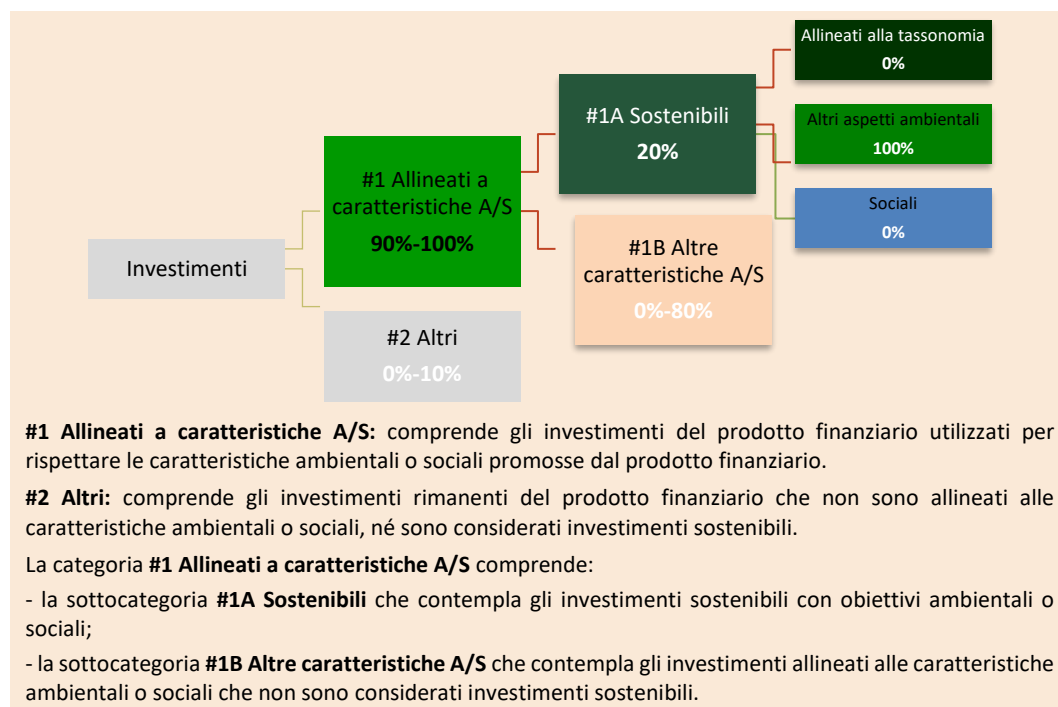 Allineati alla tassonomia
0%
#1A Sostenibili
20%
Altri aspetti ambientali
100%
#1 Allineati a
caratteristiche A/S
90%-100%
Sociali
0%
#1B Altre
caratteristiche A/S
0%-80%
Investimenti
#2 Altri
0%-10%
#1 Allineati a caratteristiche A/S: comprende gli investimenti del prodotto finanziario utilizzati per
rispettare le caratteristiche ambientali o sociali promosse dal prodotto finanziario.
#2 Altri: comprende gli investimenti rimanenti del prodotto finanziario che non sono allineati alle
caratteristiche ambientali o sociali, né sono considerati investimenti sostenibili.
La categoria #1 Allineati a caratteristiche A/S comprende:
- la sottocategoria #1A Sostenibili che contempla gli investimenti sostenibili con obiettivi ambientali o
sociali;
- la sottocategoria #1B Altre caratteristiche A/S che contempla gli investimenti allineati alle caratteristiche
ambientali o sociali che non sono considerati investimenti sostenibili.